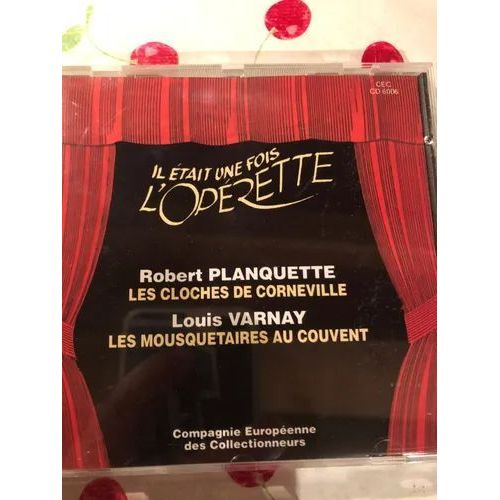 CEC
CD 6006
IL ÉTAIT UNE FOIS
L'OPÉRETTE
Robert PLANQUETTE
LES CLOCHES DE CORNEVILLE
Louis VARNAY
LES MOUSQUETAIRES AU COUVENT
Compagnie Européenne
des Collectionneurs